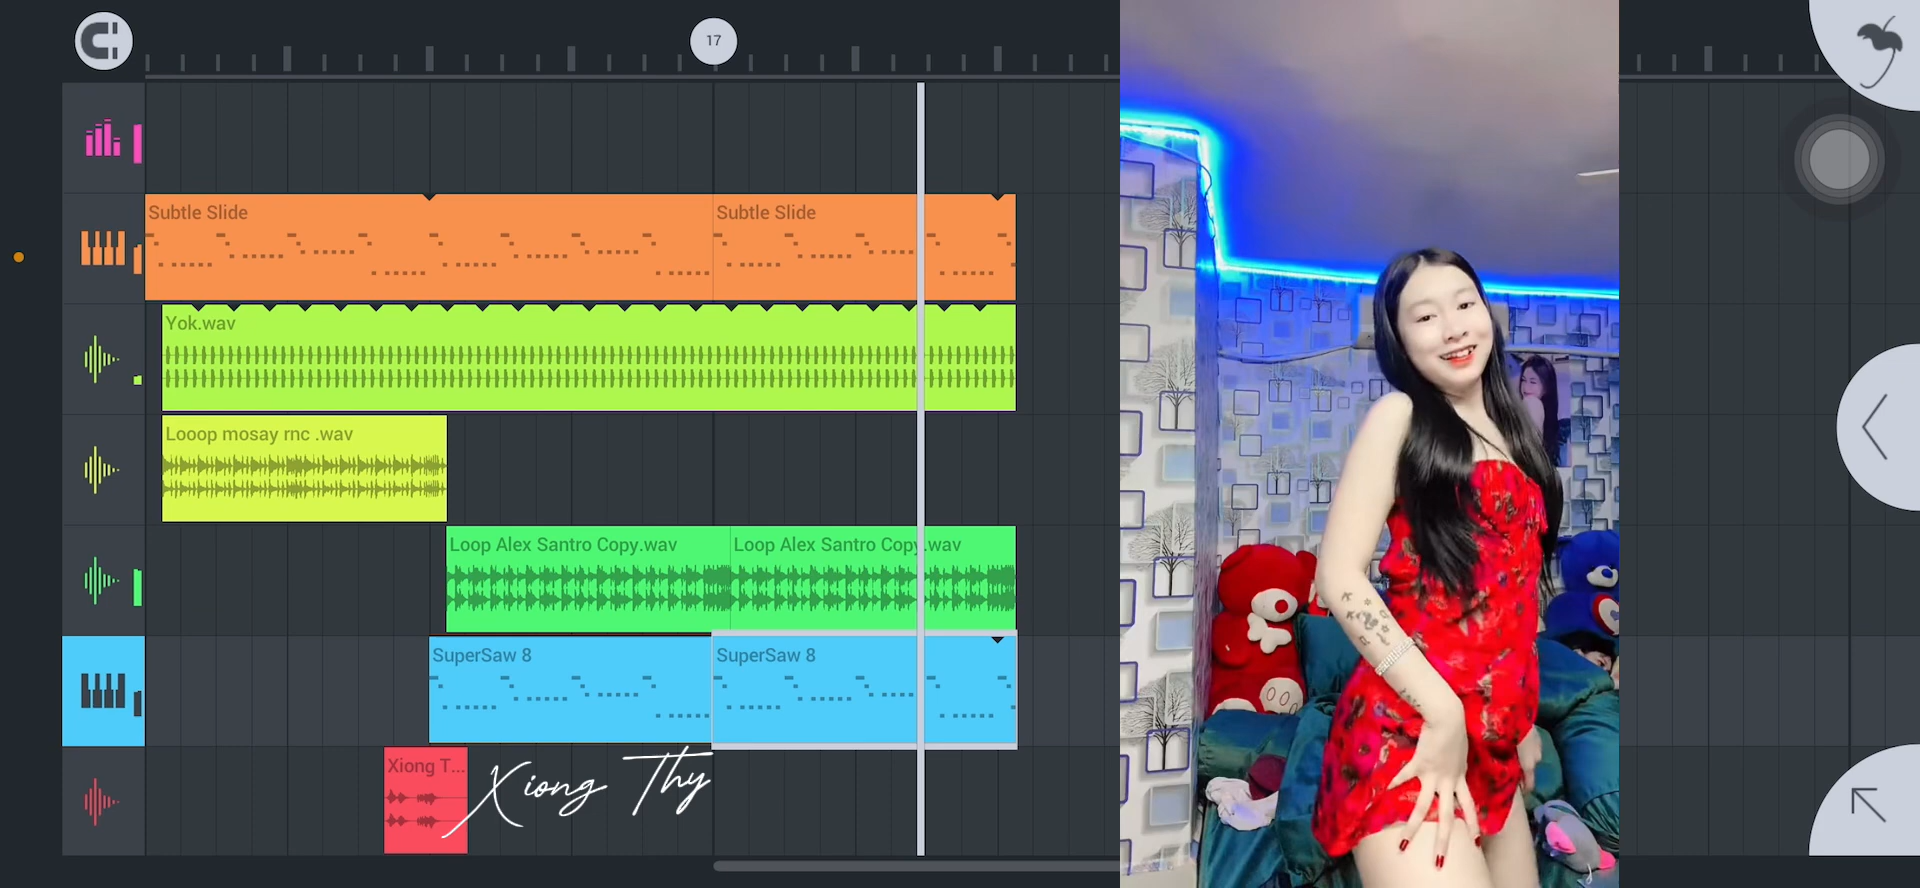 17
Subtle Slide
Subtle Slide
Yok.wav
Looop mosay rnc .wav
Loop Alex Santro Copy.wav
Loop Alex Santro Copy.wav
SuperSaw 8
SuperSaw 8
Xiong T...
Xiong Thy